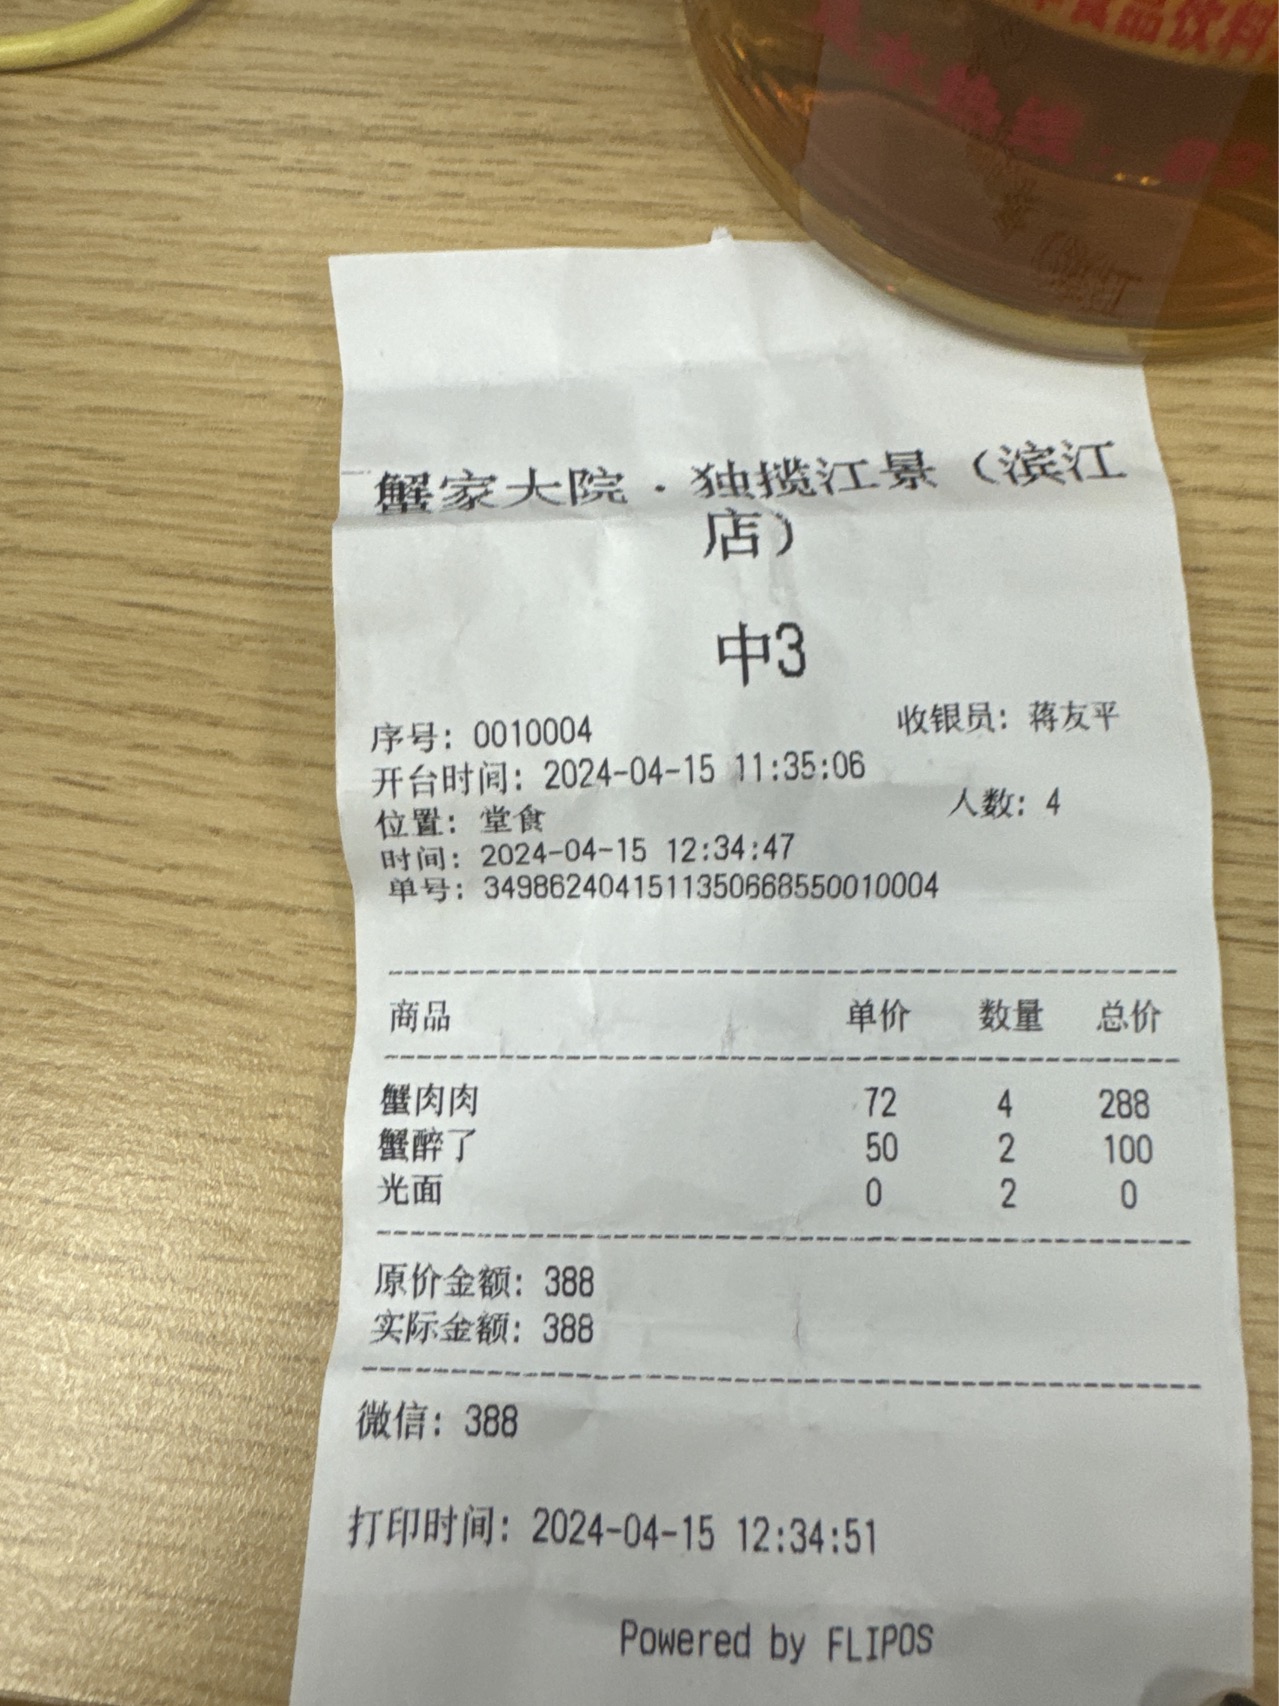 食品饮料
蟹家大院·独揽江景（滨江
店）
中3
序号：0010004
收银员：蒋友平
开台时间：2024-04-15 11:35:06
位置：堂食
人数：4
时间：2024-04-15 12:34:47
单号：3498624041511350668550010004
商品 单价 数量 总价
蟹肉肉 72 4 288
蟹醉了 50 2 100
光面 0 2 0
原价金额：388
实际金额：388
微信：388
打印时间：2024-04-15 12:34:51
Powered by FLIPOS